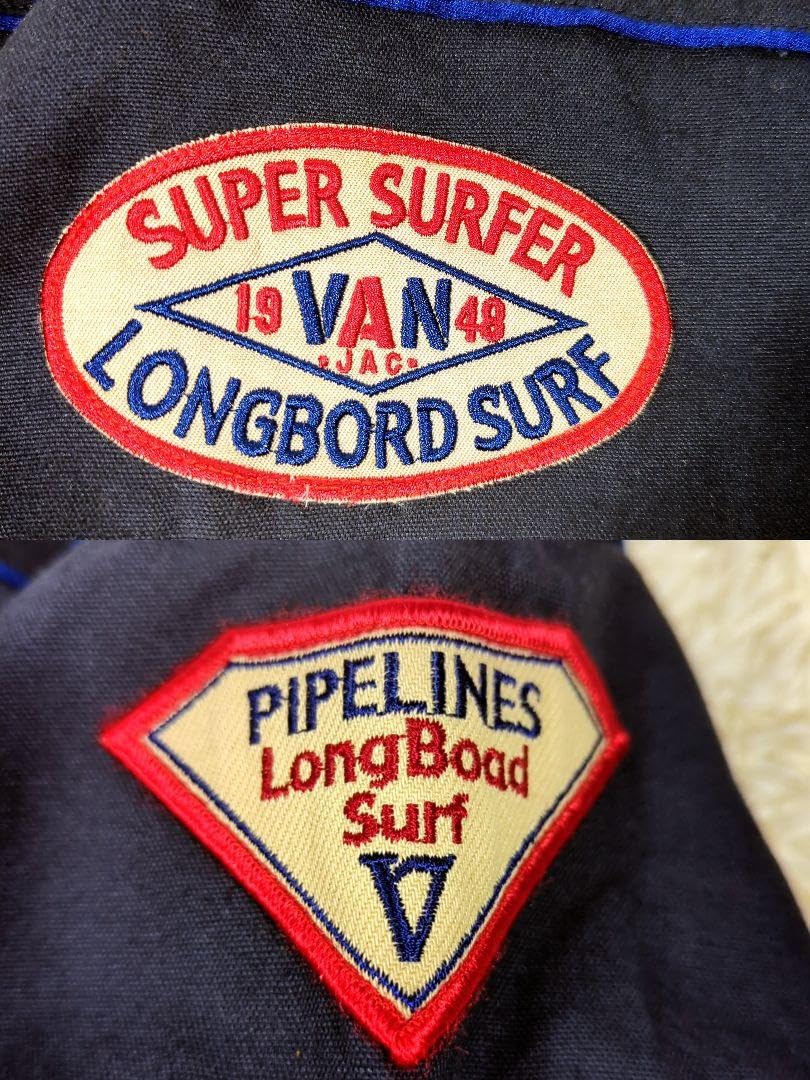 SUPER SURFER
19 VAN 48
•JAC•
LONGBORD SURF
PIPELINES
LongBoad
Surf
V